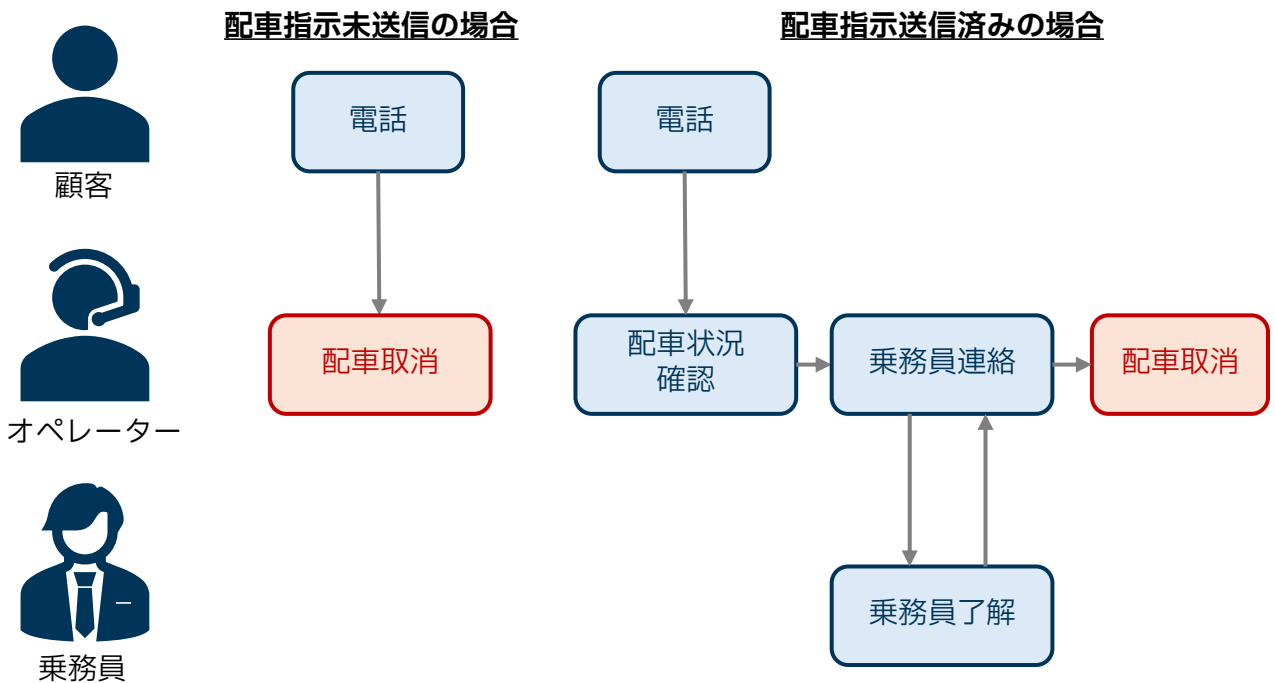 配車指示未送信の場合
配車指示送信済みの場合
電話
電話
顧客
配車取消
配車状況
確認
乗務員連絡
配車取消
オペレーター
乗務員了解
乗務員